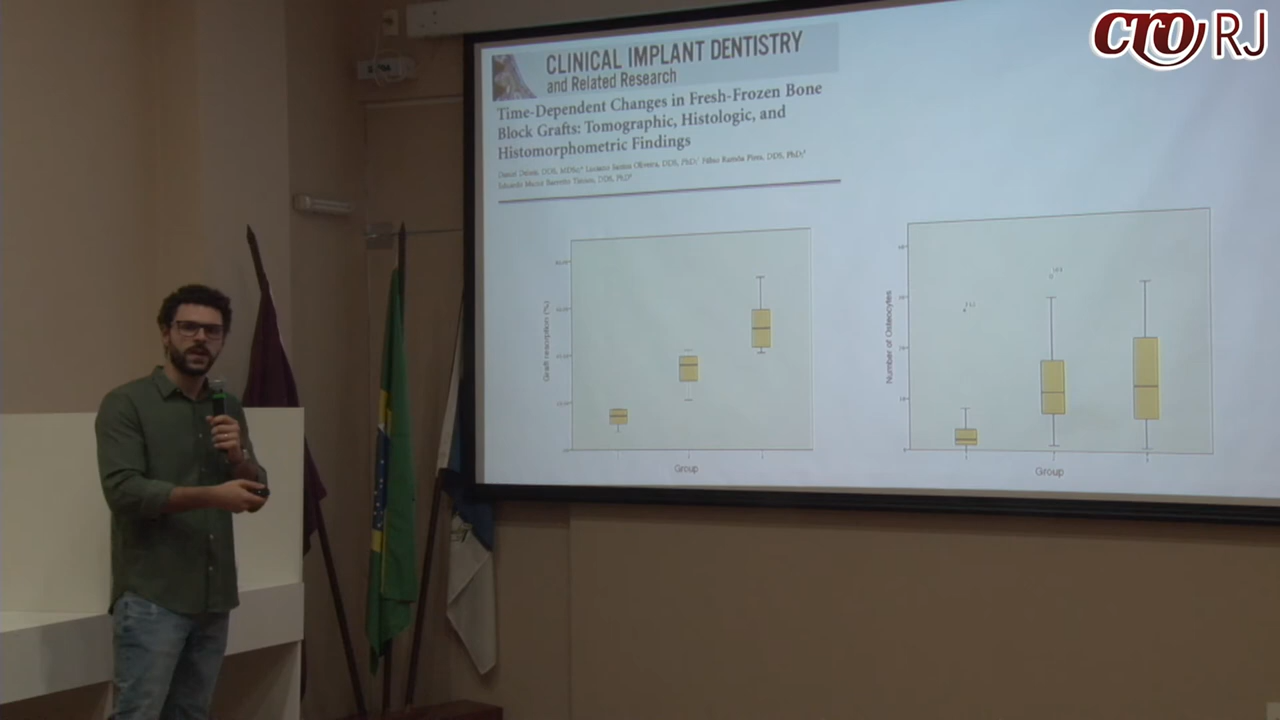 CRO RJ
CLINICAL IMPLANT DENTISTRY
and Related Research
Time-Dependent Changes in Fresh-Frozen Bone
Block Grafts: Tomographic, Histologic, and
Histomorphometric Findings
Graft resorption (%)
Group
Number of Osteocytes
Group